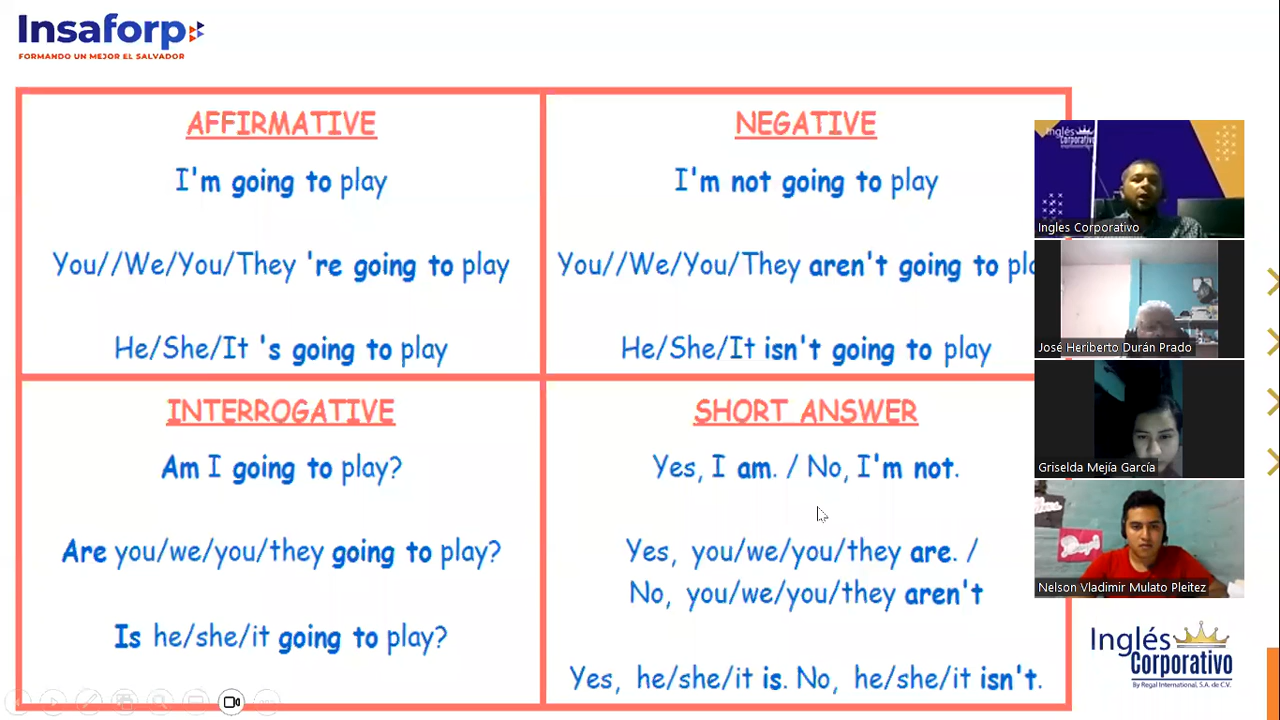 Insaforp
FORMANDO UN MEJOR EL SALVADOR
AFFIRMATIVE
I'm going to play
You//We/You/They 're going to play
He/She/It 's going to play
NEGATIVE
I'm not going to play
You//We/You/They aren't going to pla
He/She/It isn't going to play
INTERROGATIVE
Am I going to play?
Are you/we/you/they going to play?
Is he/she/it going to play?
SHORT ANSWER
Yes, I am. / No, I'm not.
Yes, you/we/you/they are. /
No, you/we/you/they aren't
Yes, he/she/it is. No, he/she/it isn't.
Inglés
Corporativo
Ingles Corporativo
José Heriberto Durán Prado
Griselda Mejía García
Nelson Vladimir Mulato Pleitez
Inglés
Corporativo
By Regal International, S.A. de C.V.